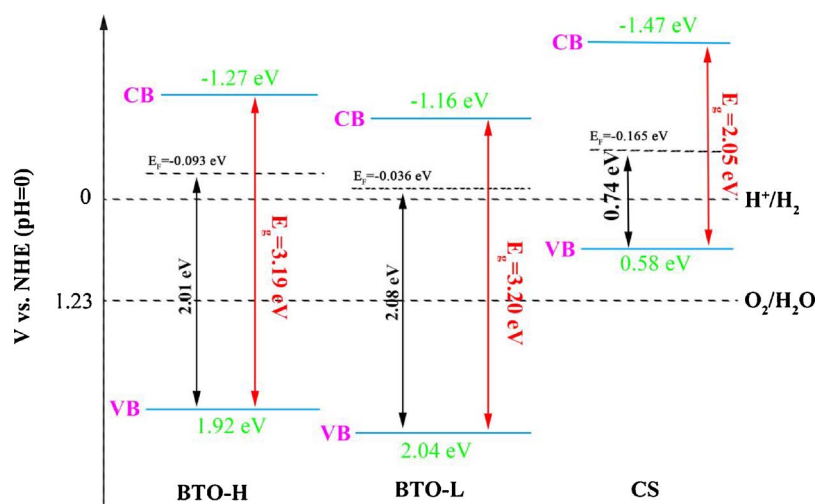 V vs. NHE (pH=0)
0
1.23
CB
-1.27 eV
E_F=-0.093 eV
2.01 eV
E_g=3.19 eV
VB
1.92 eV
BTO-H
CB
-1.16 eV
E_F=-0.036 eV
2.08 eV
E_g=3.20 eV
VB
2.04 eV
BTO-L
CB
-1.47 eV
E_F=-0.165 eV
0.74 eV
E_g=2.05 eV
VB
0.58 eV
CS
H⁺/H₂
O₂/H₂O